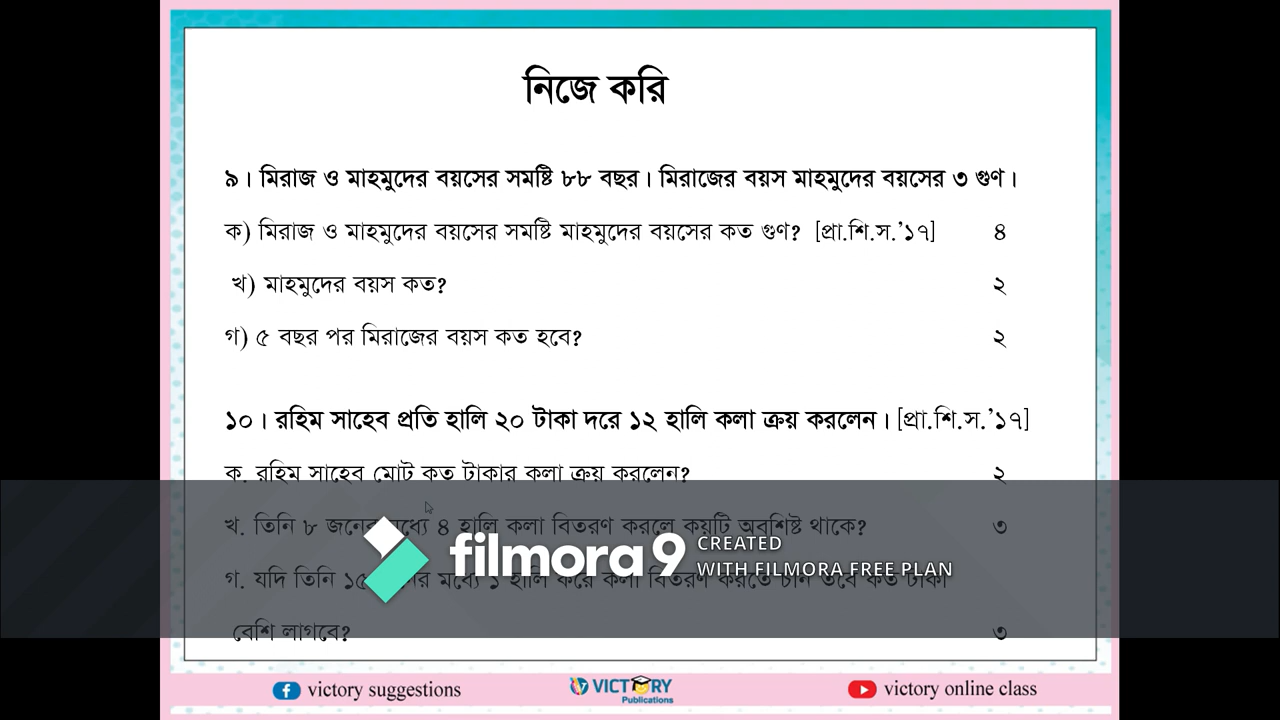 নিজে করি
৯। মিরাজ ও মাহমুদের বয়সের সমষ্টি ৮৮ বছর। মিরাজের বয়স মাহমুদের বয়সের ৩ গুণ।
ক) মিরাজ ও মাহমুদের বয়সের সমষ্টি মাহমুদের বয়সের কত গুণ? [প্রা.শি.স.’১৭] ৪
খ) মাহমুদের বয়স কত? ২
গ) ৫ বছর পর মিরাজের বয়স কত হবে? ২
১০। রহিম সাহেব প্রতি হালি ২০ টাকা দরে ১২ হালি কলা ক্রয় করলেন। [প্রা.শি.স.’১৭]
ক. রহিম সাহেব মোট কত টাকার কলা ক্রয় করলেন? ২
খ. তিনি ৮ জনের মধ্যে ৪ হালি কলা বিতরণ করলে কয়টি অবশিষ্ট থাকে? ৩
গ. যদি তিনি মধ্যে ১ হালি করে কলা বিতরণ করতে চান তবে কত টাকা
বেশি লাগবে? ৩
filmora9 CREATED
WITH FILMORA FREE PLAN
victory suggestions
VICTORY
Publications
victory online class